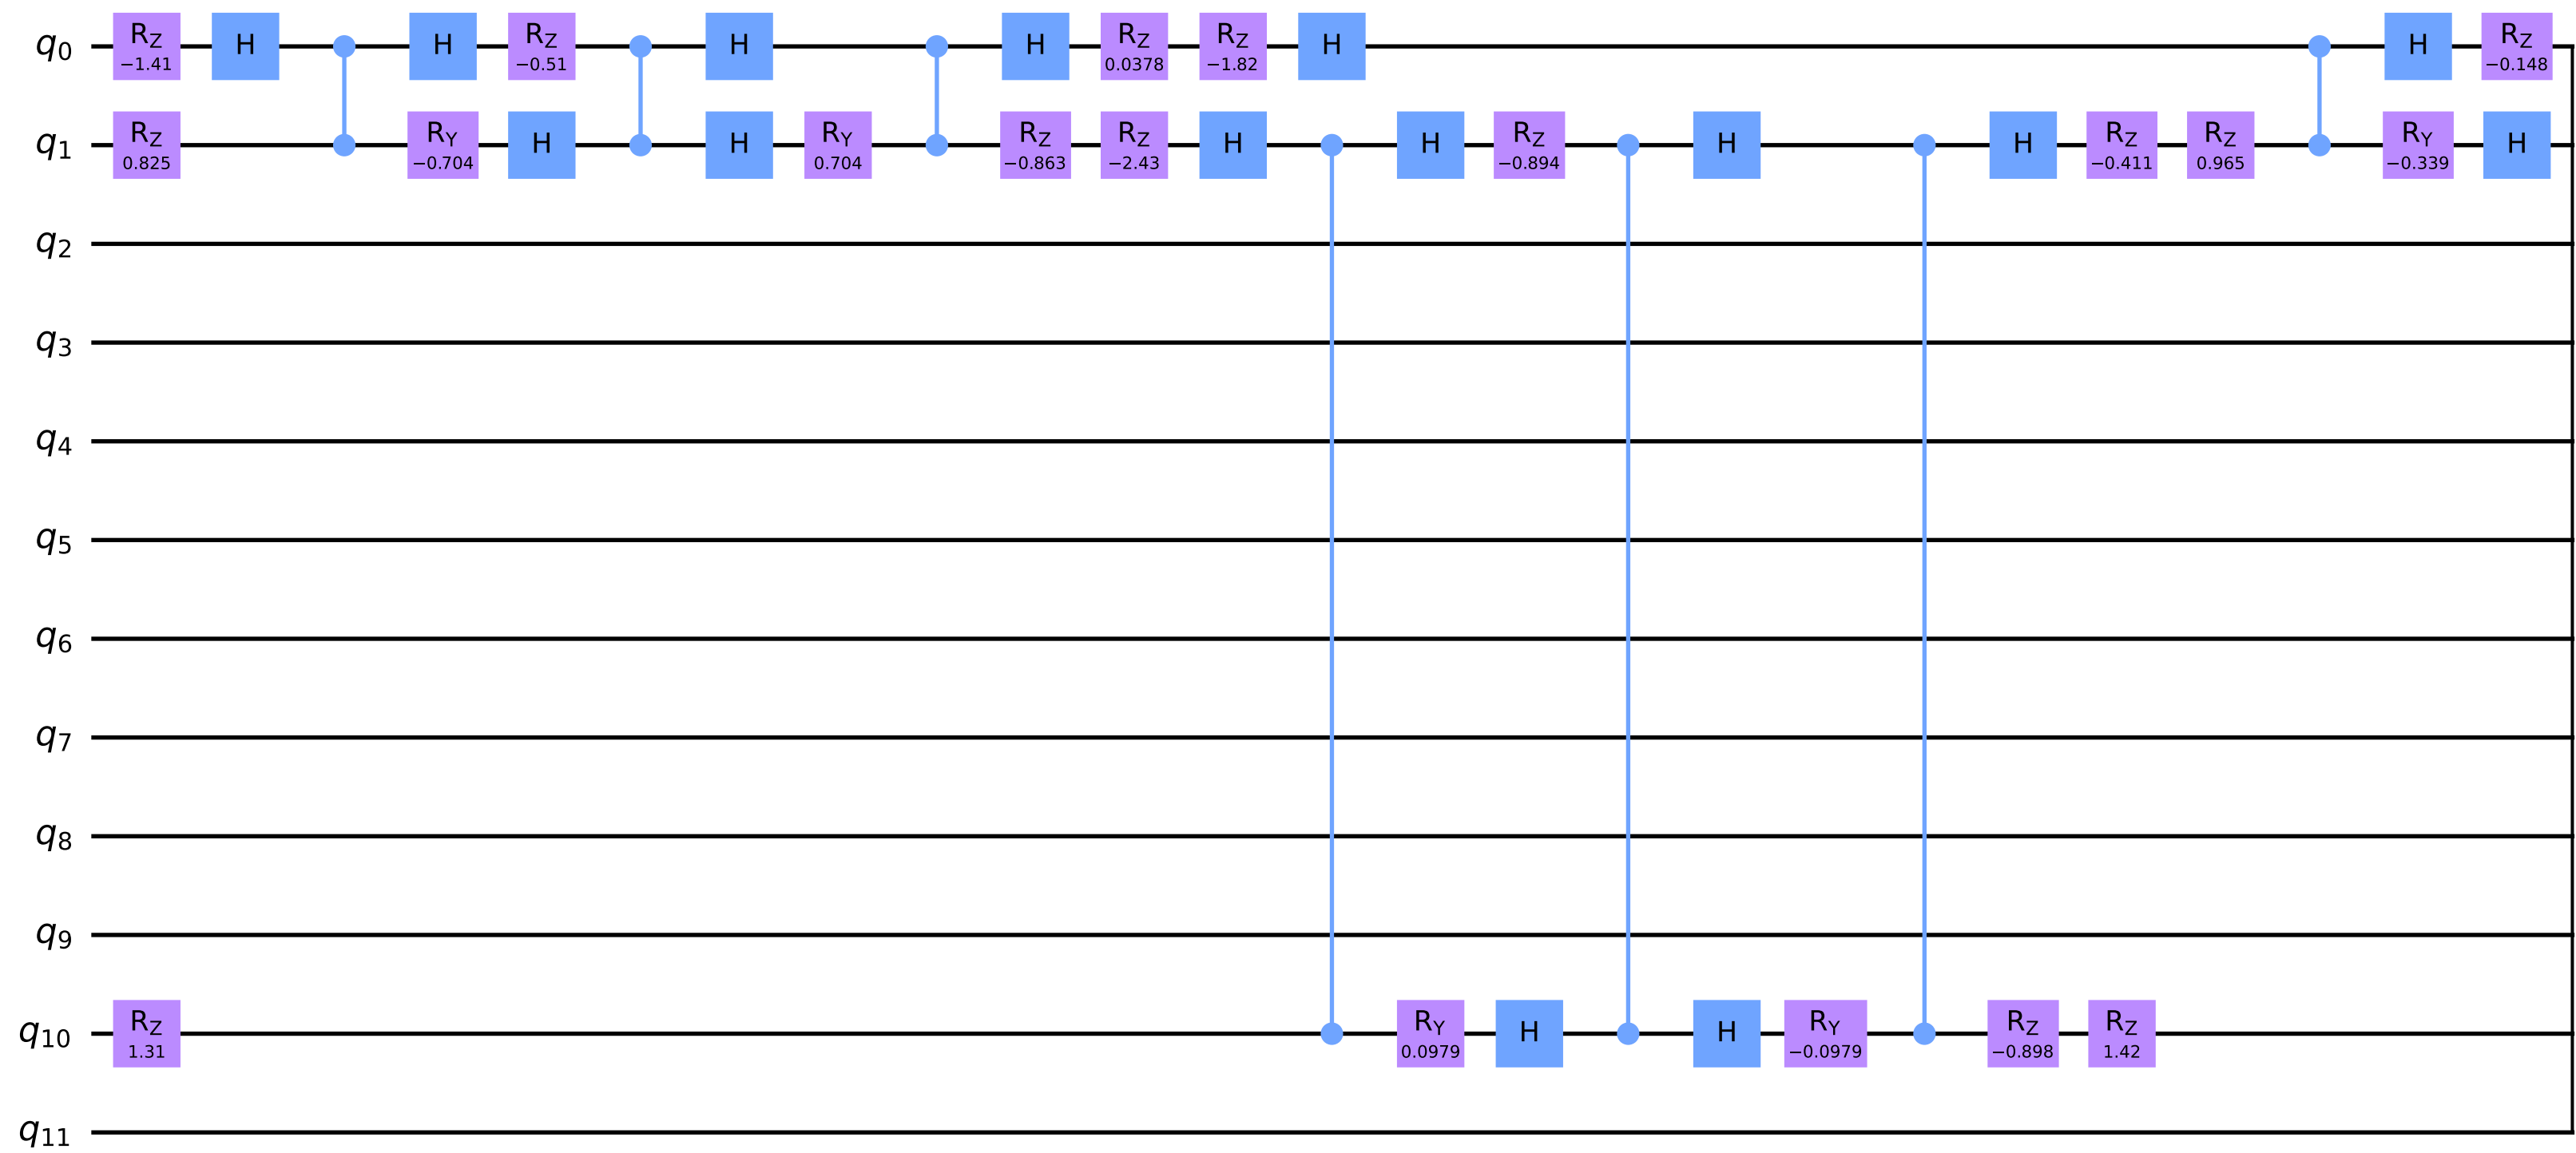 q0 RZ −1.41 H H RZ −0.51 H H RZ 0.0378 RZ −1.82 H H RZ −0.148
q1 RZ 0.825 RY −0.704 H H RY 0.704 RZ −0.863 RZ −2.43 H H RZ −0.894 H H RZ −0.411 RZ 0.965 RY −0.339 H
q2
q3
q4
q5
q6
q7
q8
q9
q10 RZ 1.31 RY 0.0979 H H RY −0.0979 RZ −0.898 RZ 1.42
q11